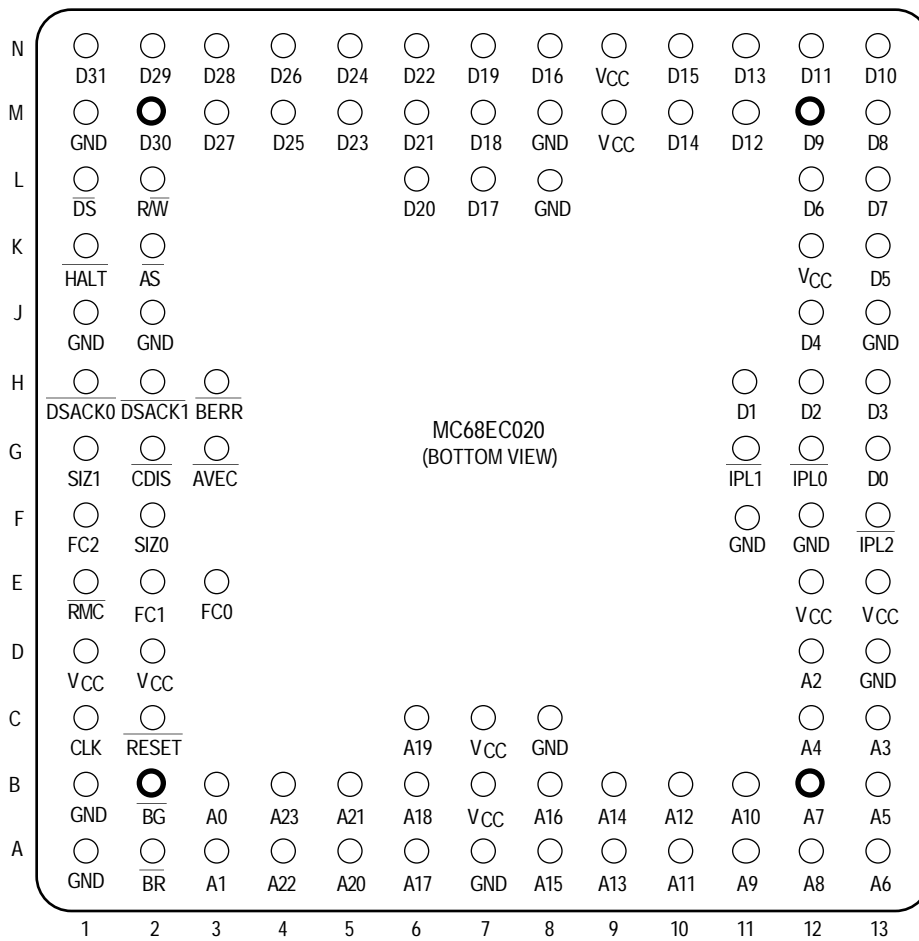 N
D31 D29 D28 D26 D24 D22 D19 D16 VCC D15 D13 D11 D10
M
GND D30 D27 D25 D23 D21 D18 GND VCC D14 D12 D9 D8
L
DS R/W D20 D17 GND D6 D7
K
HALT AS VCC D5
J
GND GND D4 GND
H
DSACK0 DSACK1 BERR D1 D2 D3
MC68EC020
(BOTTOM VIEW)
G
SIZ1 CDIS AVEC IPL1 IPL0 D0
F
FC2 SIZ0 GND GND IPL2
E
RMC FC1 FC0 VCC VCC
D
VCC VCC A2 GND
C
CLK RESET A19 VCC GND A4 A3
B
GND BG A0 A23 A21 A18 VCC A16 A14 A12 A10 A7 A5
A
GND BR A1 A22 A20 A17 GND A15 A13 A11 A9 A8 A6
1 2 3 4 5 6 7 8 9 10 11 12 13